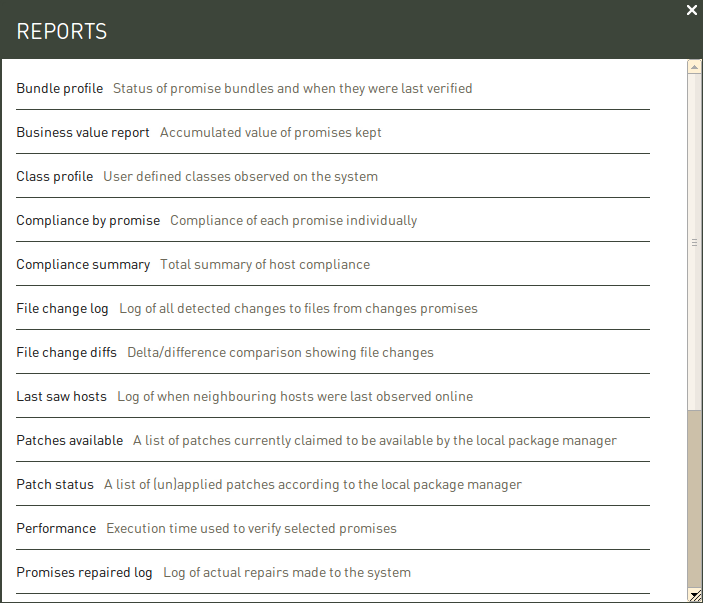 REPORTS
Bundle profile Status of promise bundles and when they were last verified
Business value report Accumulated value of promises kept
Class profile User defined classes observed on the system
Compliance by promise Compliance of each promise individually
Compliance summary Total summary of host compliance
File change log Log of all detected changes to files from changes promises
File change diffs Delta/difference comparison showing file changes
Last saw hosts Log of when neighbouring hosts were last observed online
Patches available A list of patches currently claimed to be available by the local package manager
Patch status A list of (un)applied patches according to the local package manager
Performance Execution time used to verify selected promises
Promises repaired log Log of actual repairs made to the system